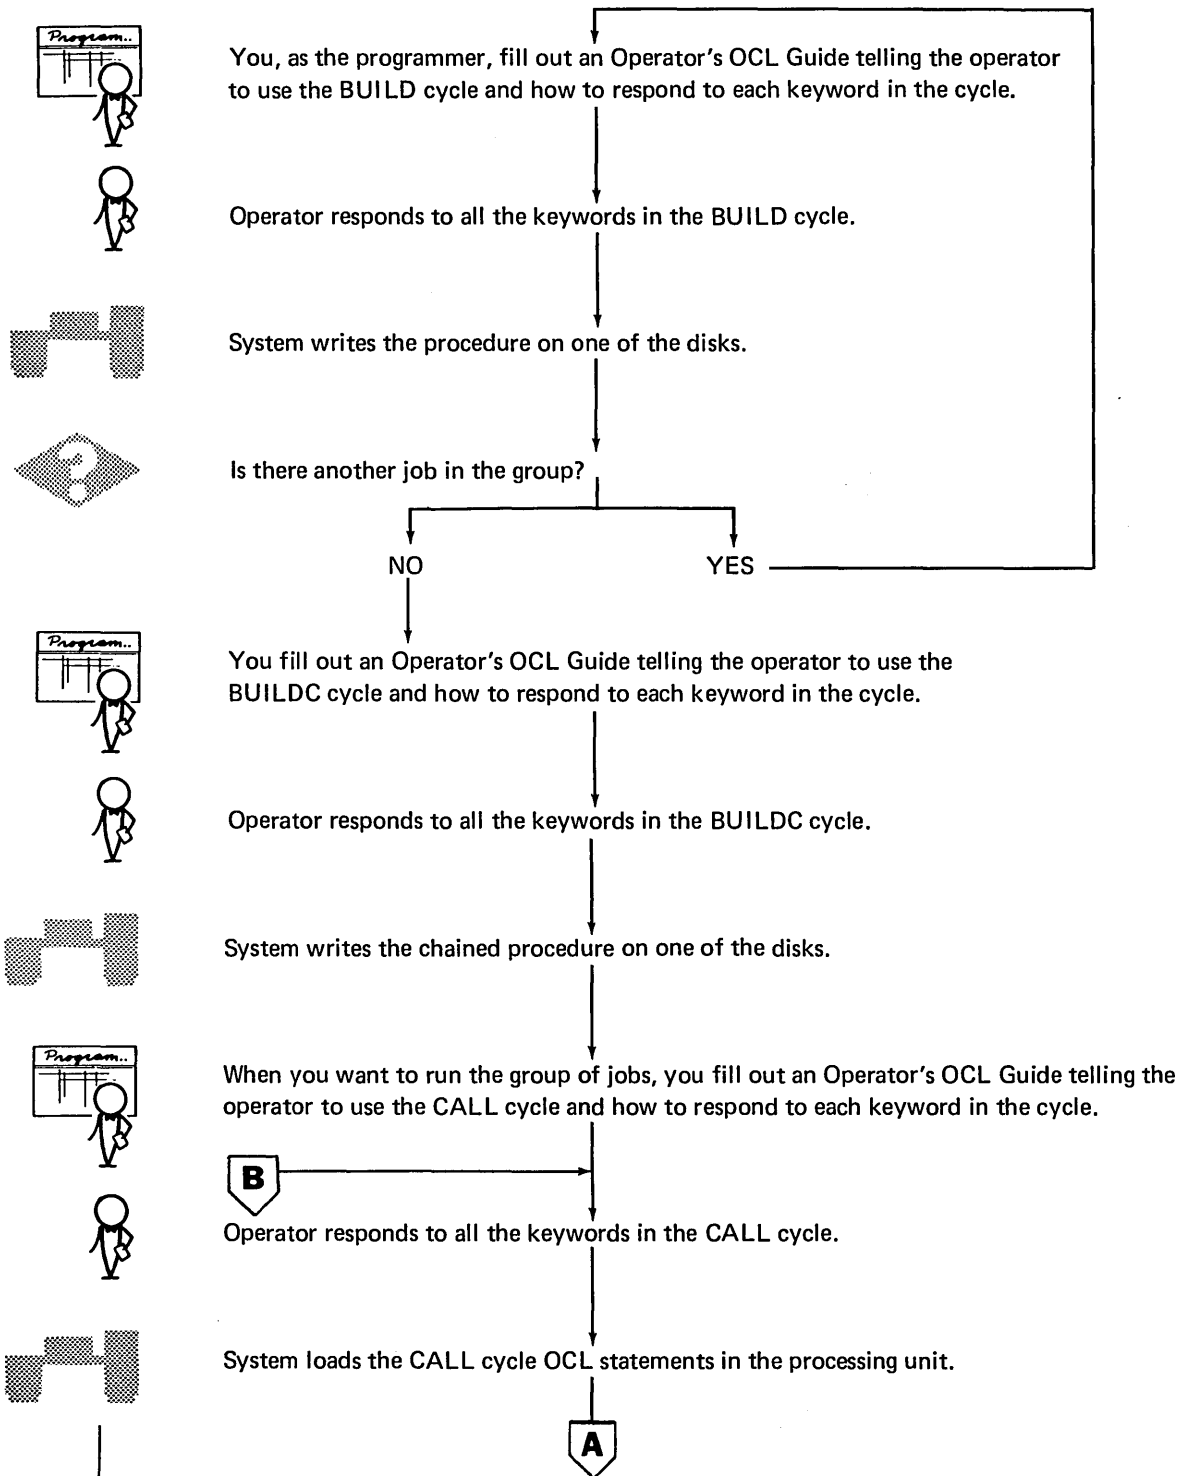 Program..
You, as the programmer, fill out an Operator's OCL Guide telling the operator
to use the BUILD cycle and how to respond to each keyword in the cycle.
Operator responds to all the keywords in the BUILD cycle.
System writes the procedure on one of the disks.
?
Is there another job in the group?
NO
YES
Program..
You fill out an Operator's OCL Guide telling the operator to use the
BUILDC cycle and how to respond to each keyword in the cycle.
Operator responds to all the keywords in the BUILDC cycle.
System writes the chained procedure on one of the disks.
Program..
When you want to run the group of jobs, you fill out an Operator's OCL Guide telling the
operator to use the CALL cycle and how to respond to each keyword in the cycle.
B
Operator responds to all the keywords in the CALL cycle.
System loads the CALL cycle OCL statements in the processing unit.
A